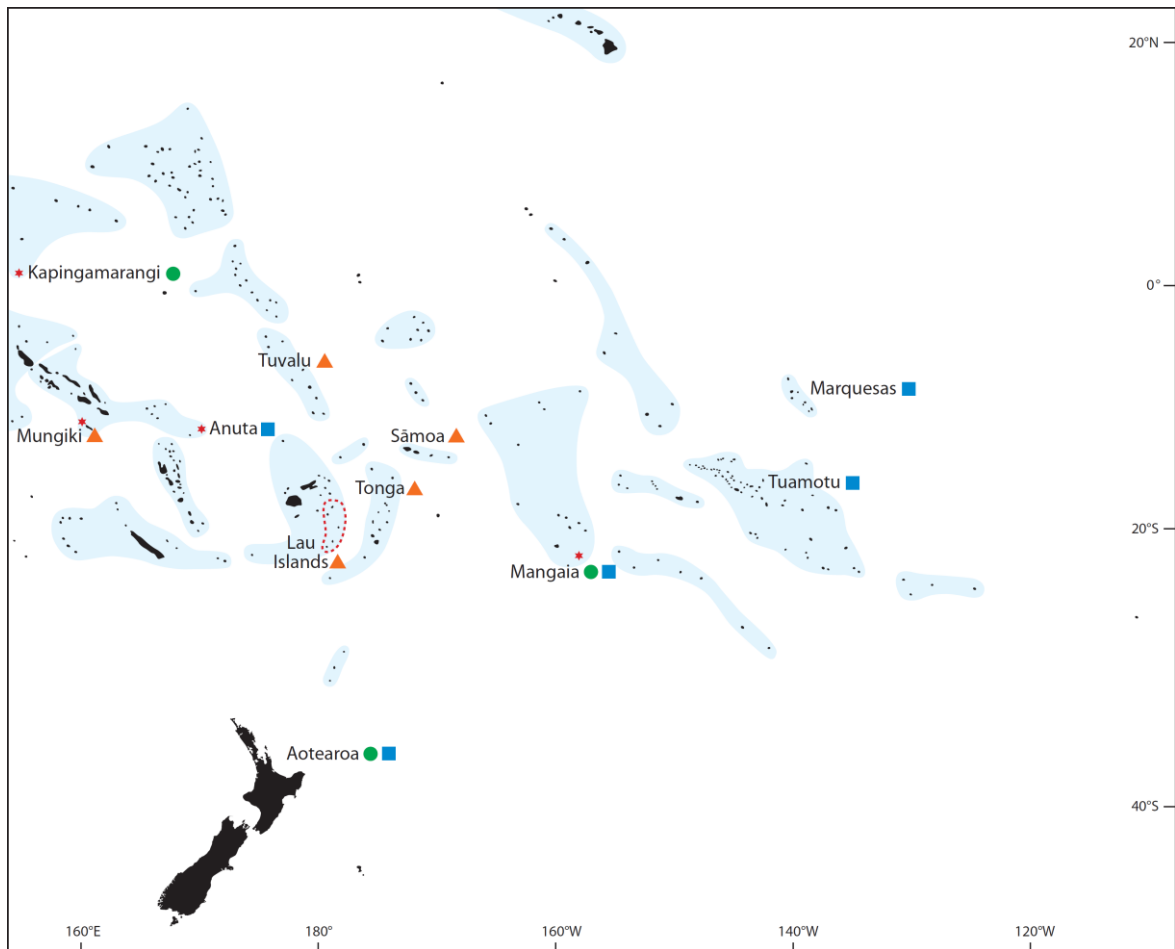 20°N
Kapingamarangi
0°
Tuvalu
Marquesas
Mungiki
Anuta
Sāmoa
Tonga
Tuamotu
20°S
Lau
Islands
Mangaia
Aotearoa
40°S
160°E
180°
160°W
140°W
120°W